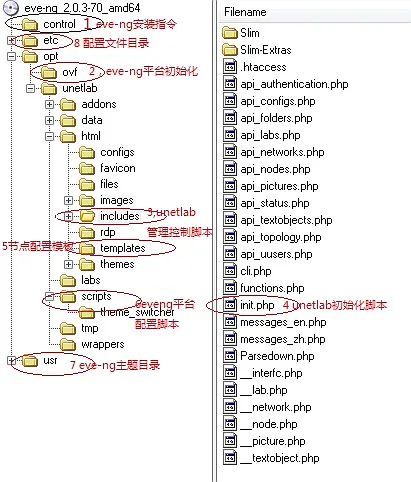 eve-ng_2.0.3-70_amd64
control 1 eve-ng安装指令
etc 8 配置文件目录
opt
ovf 2 eve-ng平台初始化
unetlab
addons
data
html
configs
favicon
files
images
includes 3,unetlab
rdp 管理控制脚本
5节点配置模板 templates
themes
labs
scripts 6eveng平台
theme_switcher 配置脚本
tmp
wrappers
usr 7 eve-ng主题目录
Filename
Slim
Slim-Extras
.htaccess
api_authentication.php
api_configs.php
api_folders.php
api_labs.php
api_networks.php
api_nodes.php
api_pictures.php
api_status.php
api_textobjects.php
api_topology.php
api_uusers.php
cli.php
functions.php
init.php 4 unetlab初始化脚本
messages_en.php
messages_zh.php
Parsedown.php
__interfc.php
__lab.php
__network.php
__node.php
__picture.php
__textobject.php